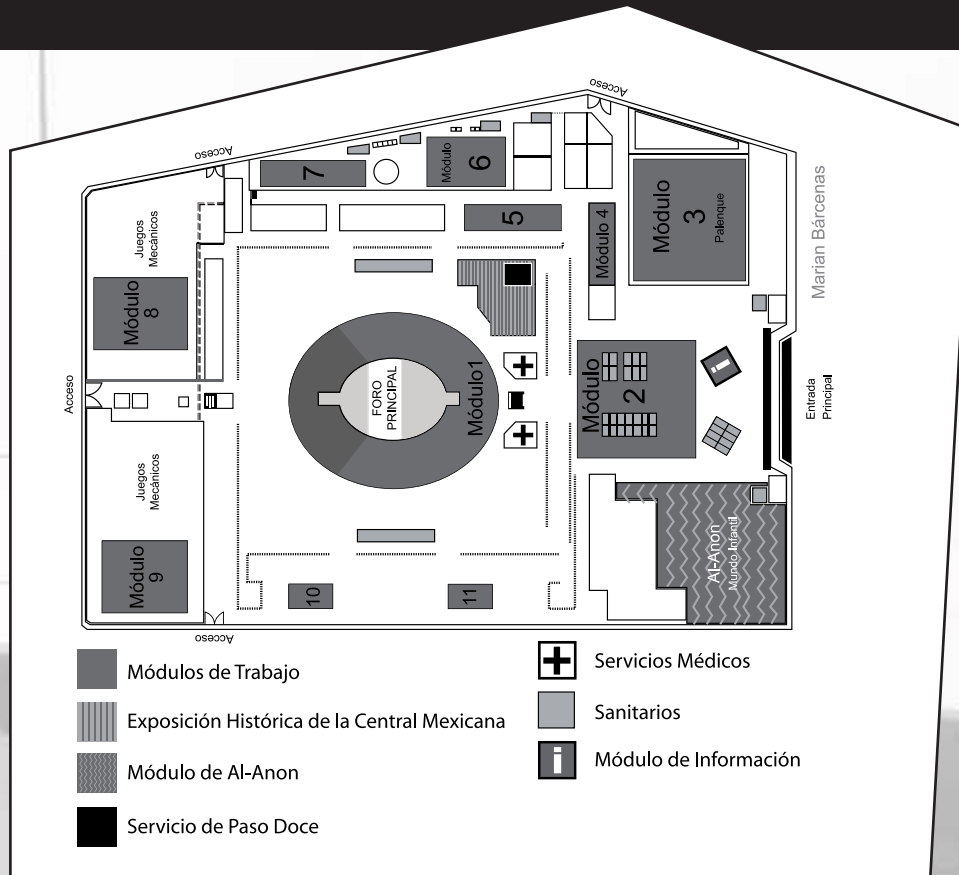 Acceso
Acceso
7
Módulo
6
5
Módulo 4
Módulo
3
Palenque
Marian Bárcenas
Juegos
Mecánicos
Módulo
8
Acceso
FORO
PRINCIPAL
Módulo1
Módulo
2
i
Entrada
Principal
Juegos
Mecánicos
Módulo
9
10
11
Al-Anon
Mundo Infantil
Acceso
Módulos de Trabajo
Exposición Histórica de la Central Mexicana
Módulo de Al-Anon
Servicio de Paso Doce
Servicios Médicos
Sanitarios
i
Módulo de Información